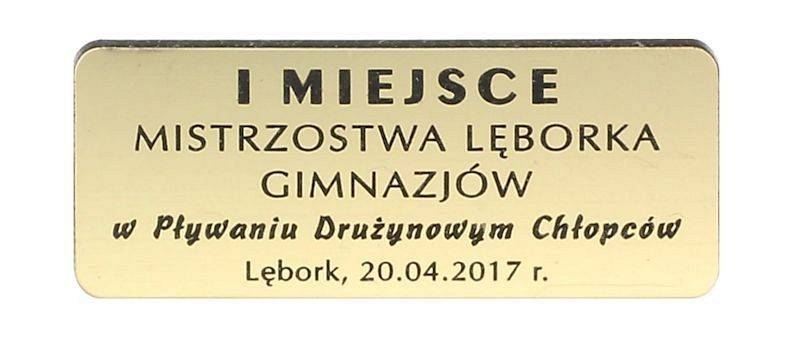 I MIEJSCE
MISTRZOSTWA LĘBORKA
GIMNAZJÓW
w Pływaniu Drużynowym Chłopców
Lębork, 20.04.2017 r.